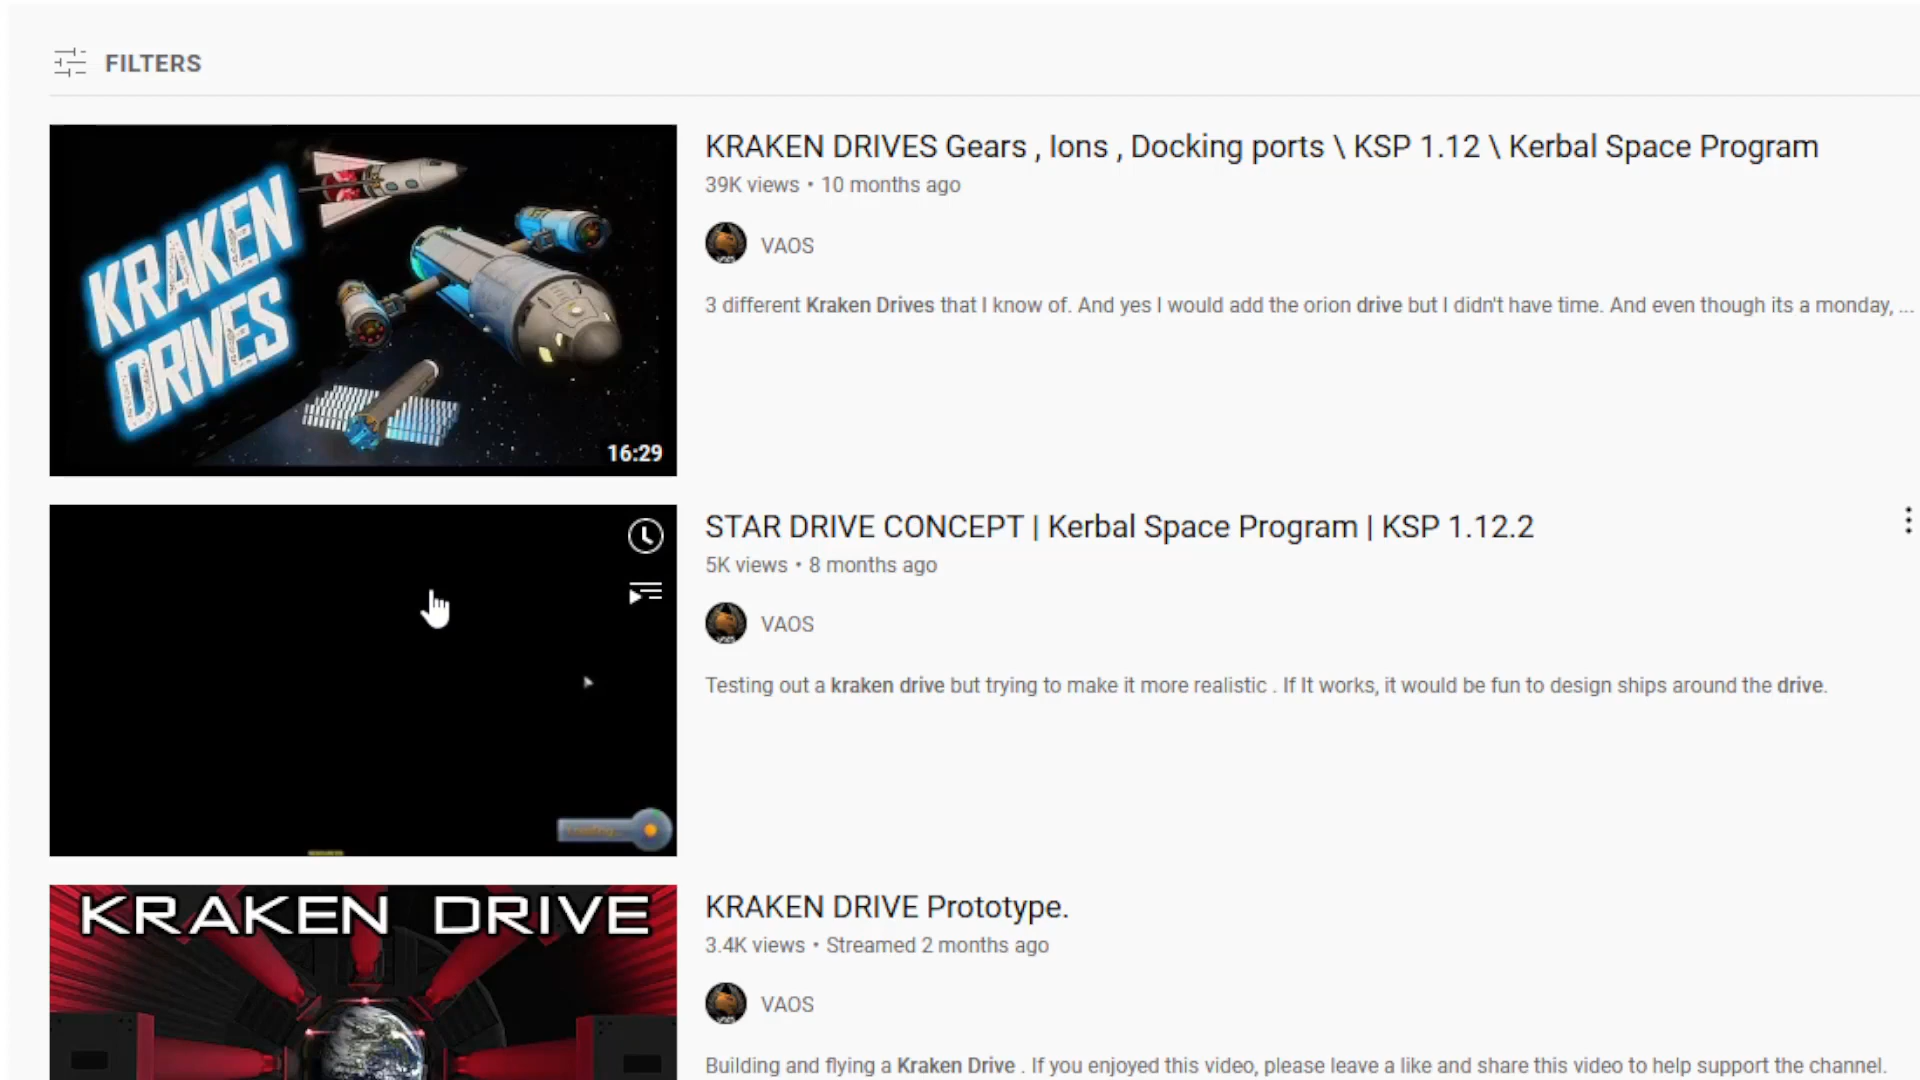 FILTERS
KRAKEN
DRIVES
16:29
KRAKEN DRIVES Gears , Ions , Docking ports \ KSP 1.12 \ Kerbal Space Program
39K views • 10 months ago
VAOS
3 different Kraken Drives that I know of. And yes I would add the orion drive but I didn't have time. And even though its a monday, ...
STAR DRIVE CONCEPT | Kerbal Space Program | KSP 1.12.2
5K views • 8 months ago
VAOS
Testing out a kraken drive but trying to make it more realistic . If It works, it would be fun to design ships around the drive.
Loading...
KRAKEN DRIVE
KRAKEN DRIVE Prototype.
3.4K views • Streamed 2 months ago
VAOS
Building and flying a Kraken Drive . If you enjoyed this video, please leave a like and share this video to help support the channel.